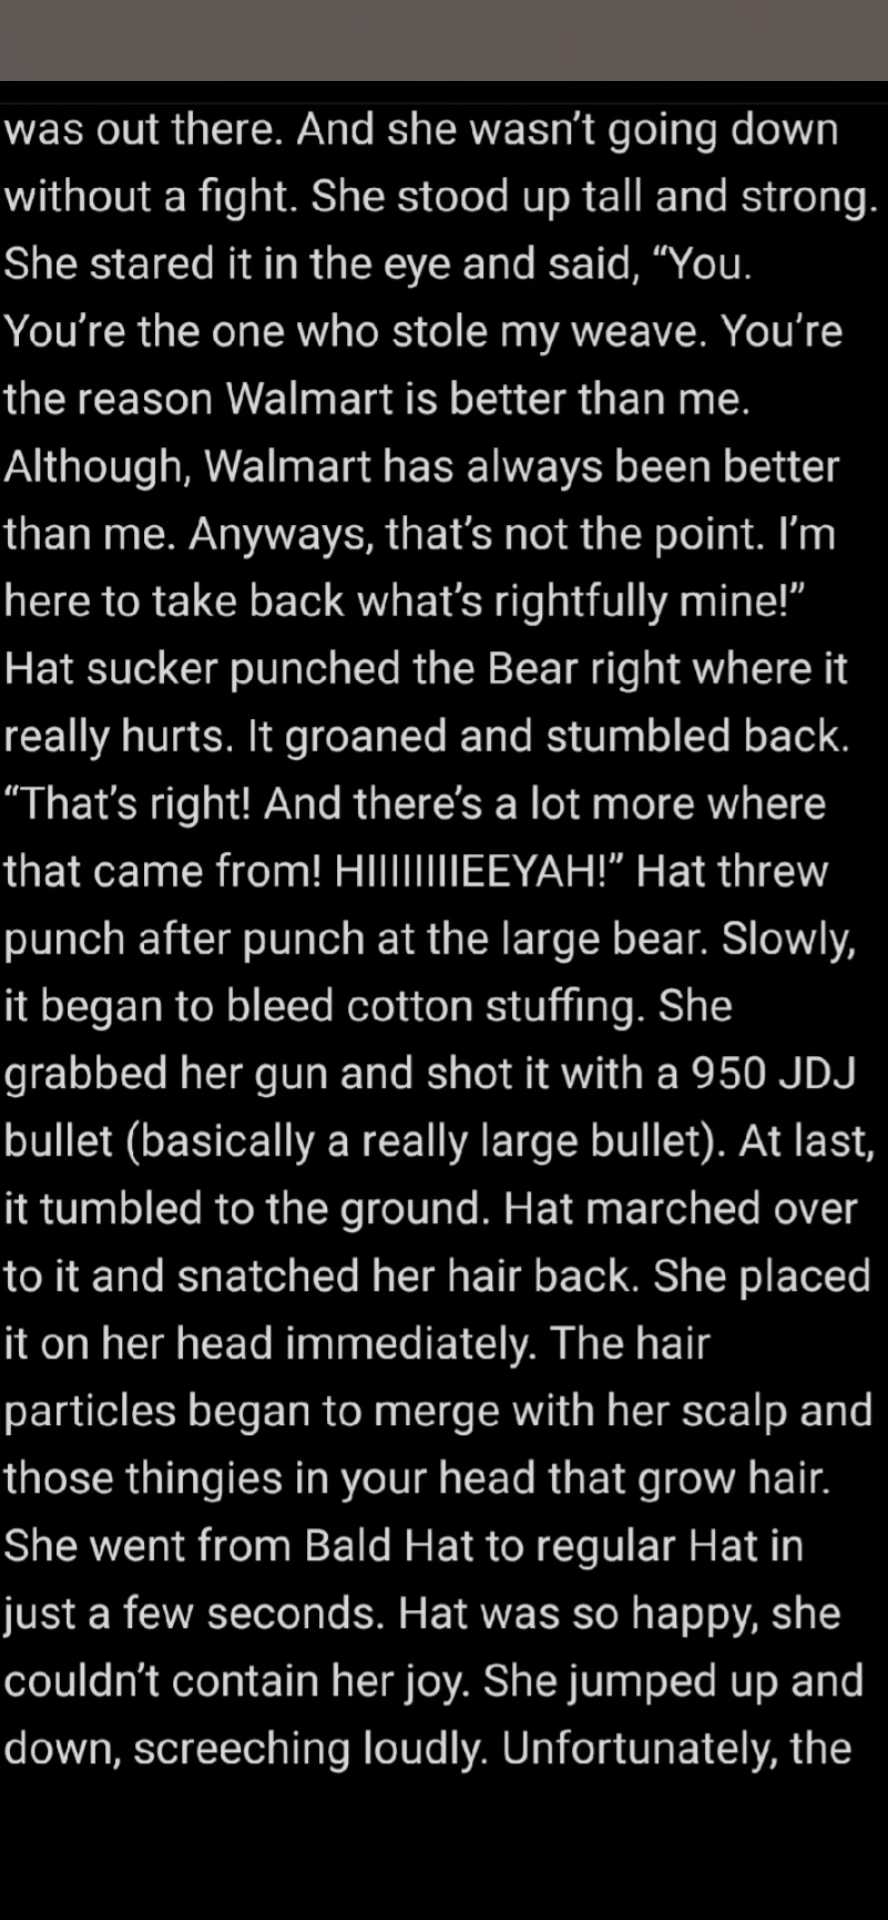 was out there. And she wasn’t going down
without a fight. She stood up tall and strong.
She stared it in the eye and said, “You.
You’re the one who stole my weave. You’re
the reason Walmart is better than me.
Although, Walmart has always been better
than me. Anyways, that’s not the point. I’m
here to take back what’s rightfully mine!”
Hat sucker punched the Bear right where it
really hurts. It groaned and stumbled back.
“That’s right! And there’s a lot more where
that came from! HIIIIIIIIEEYAH!” Hat threw
punch after punch at the large bear. Slowly,
it began to bleed cotton stuffing. She
grabbed her gun and shot it with a 950 JDJ
bullet (basically a really large bullet). At last,
it tumbled to the ground. Hat marched over
to it and snatched her hair back. She placed
it on her head immediately. The hair
particles began to merge with her scalp and
those thingies in your head that grow hair.
She went from Bald Hat to regular Hat in
just a few seconds. Hat was so happy, she
couldn’t contain her joy. She jumped up and
down, screeching loudly. Unfortunately, the